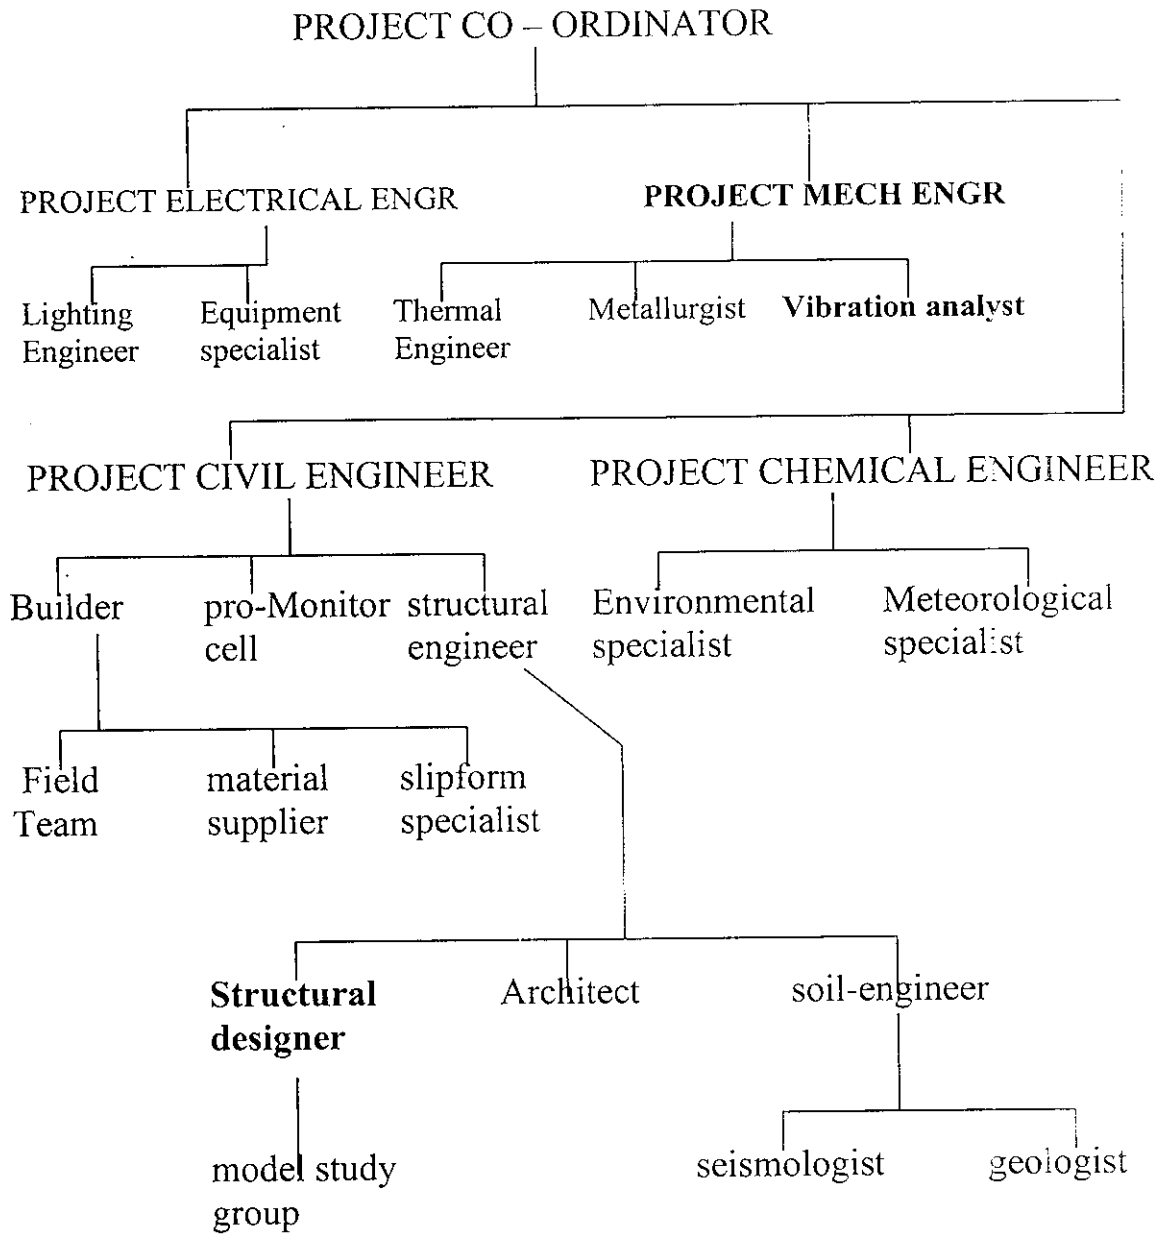 PROJECT CO – ORDINATOR
PROJECT ELECTRICAL ENGR
PROJECT MECH ENGR
Lighting
Engineer
Equipment
specialist
Thermal
Engineer
Metallurgist
Vibration analyst
PROJECT CIVIL ENGINEER
PROJECT CHEMICAL ENGINEER
Builder
pro-Monitor
cell
structural
engineer
Environmental
specialist
Meteorological
specialist
Field
Team
material
supplier
slipform
specialist
Structural
designer
Architect
soil-engineer
model study
group
seismologist
geologist